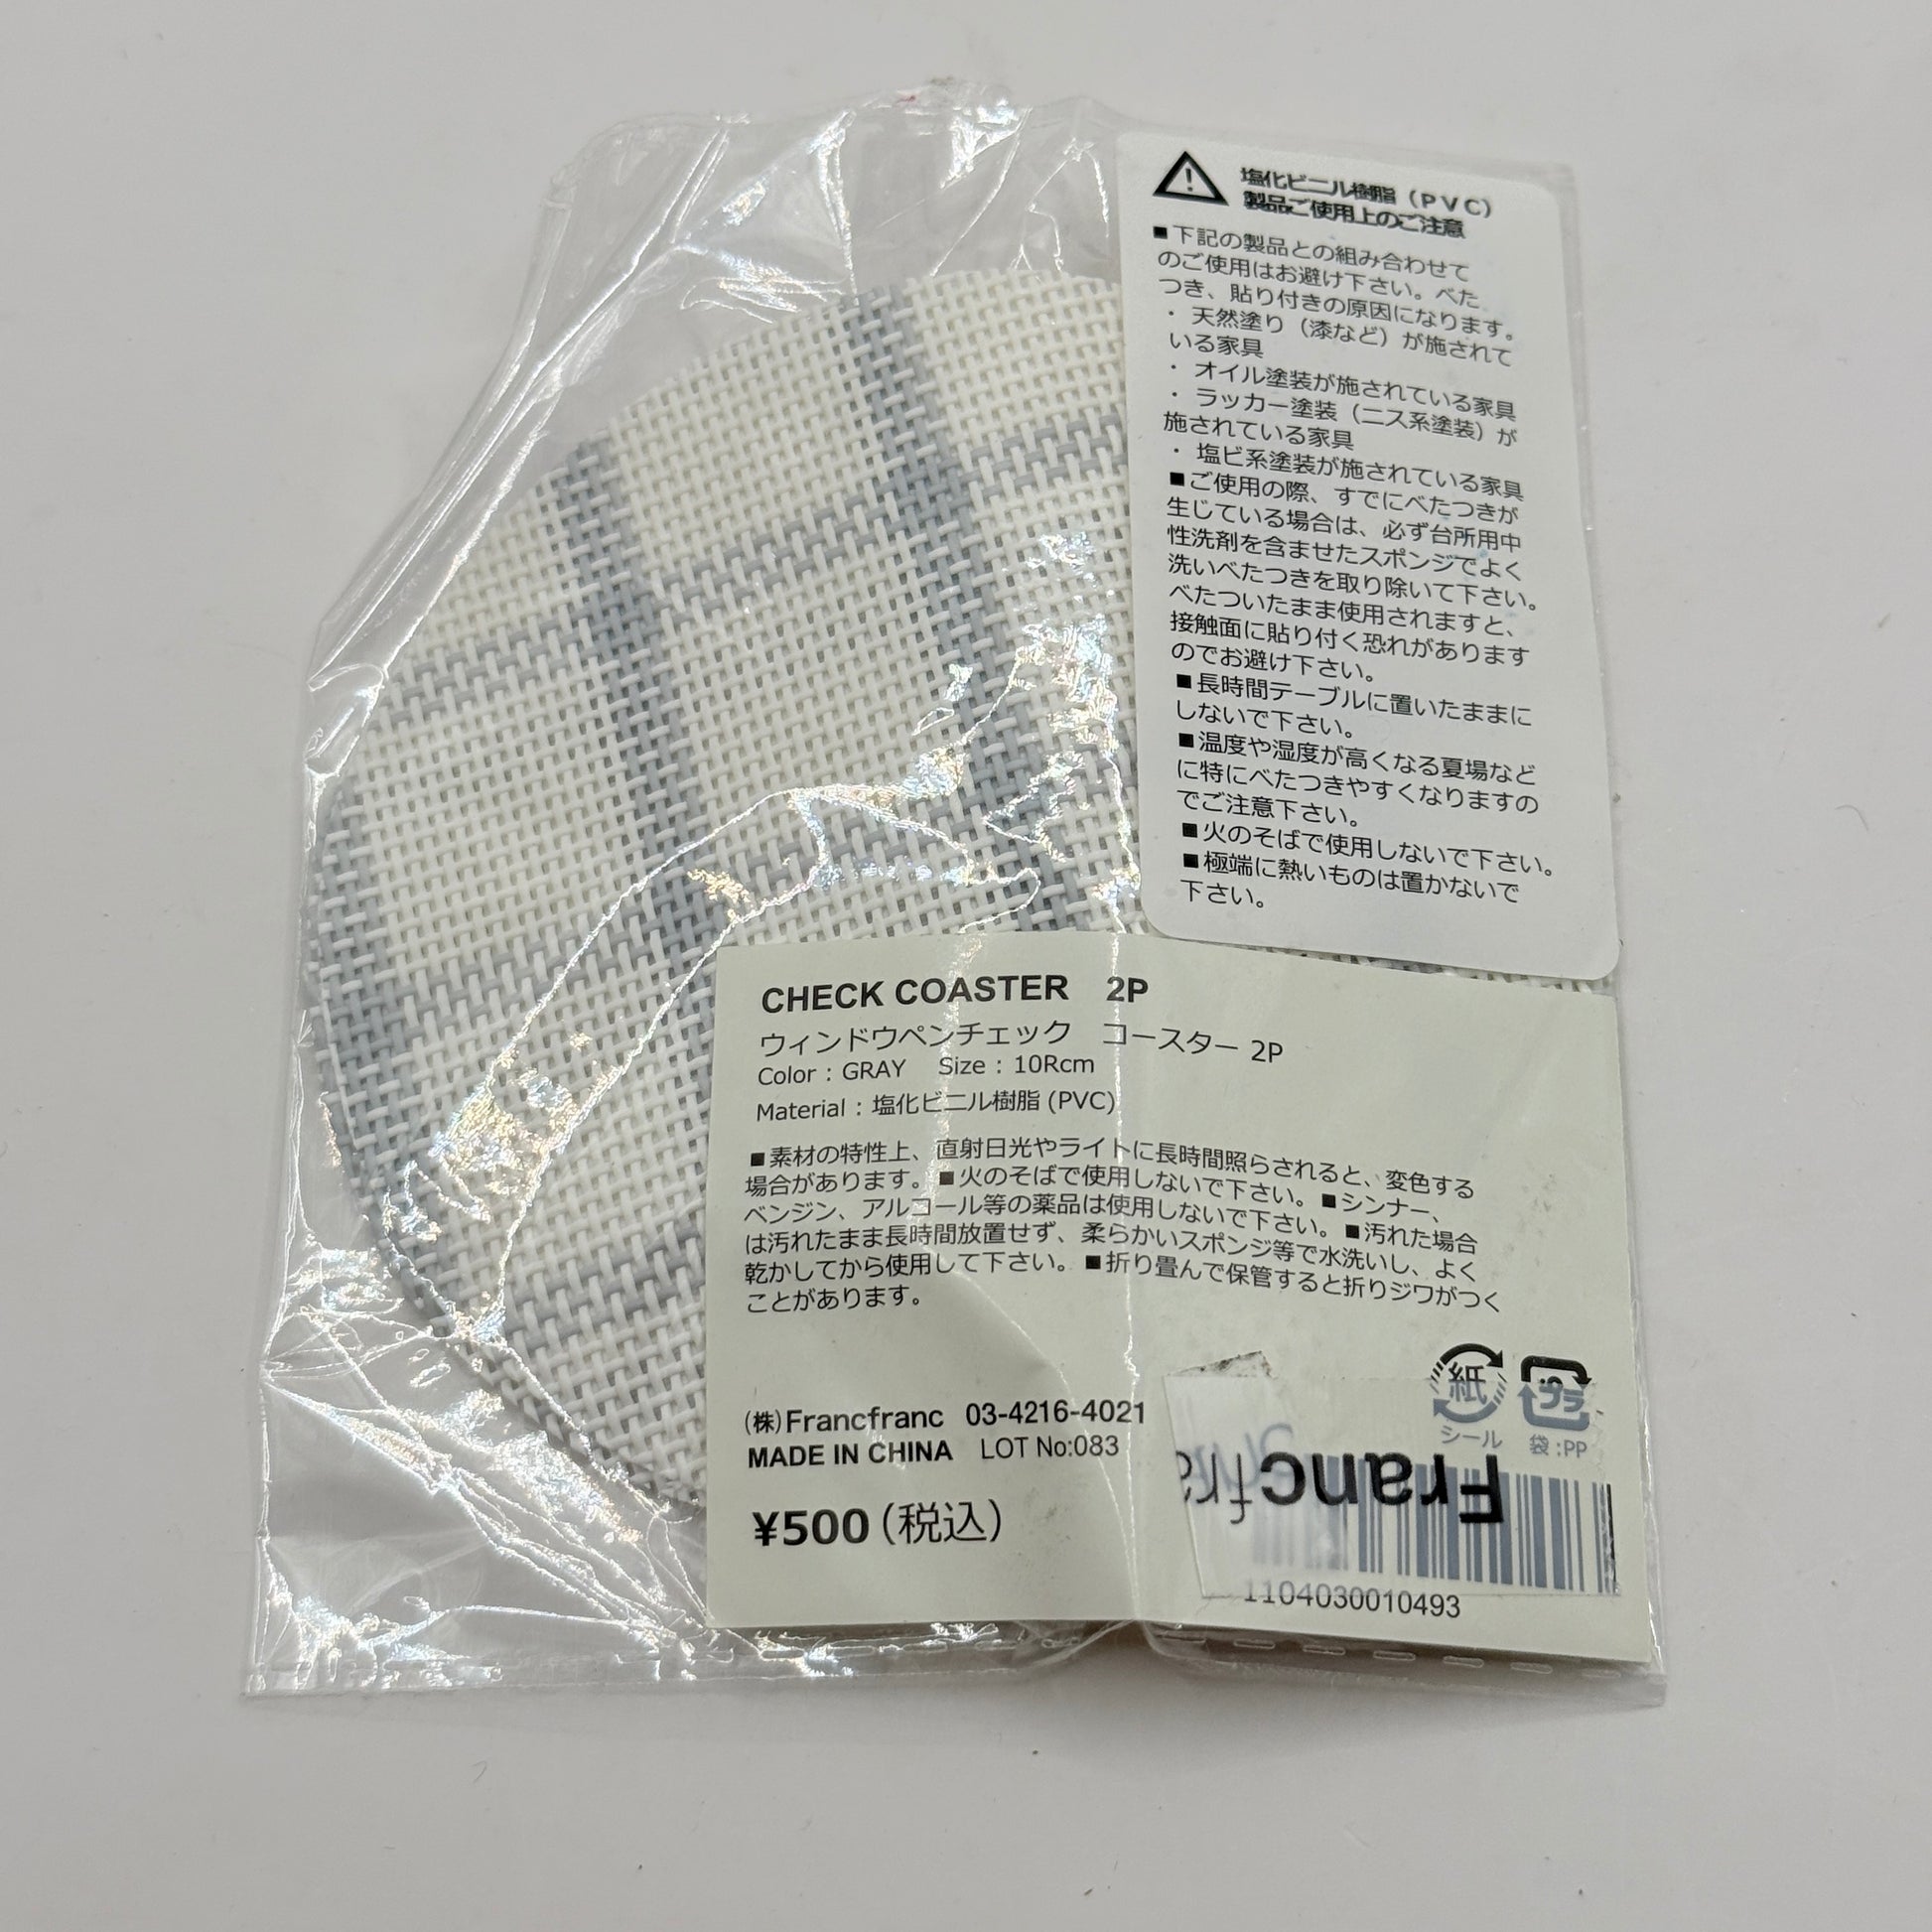 塩化ビニル樹脂（PVC）
製品ご使用上のご注意
■下記の製品との組み合わせて
のご使用はお避け下さい。べた
つき、貼り付きの原因になります。
・ 天然塗り（漆など）が施されて
いる家具
・ オイル塗装が施されている家具
・ ラッカー塗装（ニス系塗装）が
施されている家具
・ 塩ビ系塗装が施されている家具
■ご使用の際、すでにべたつきが
生じている場合は、必ず台所用中
性洗剤を含ませたスポンジでよく
洗いべたつきを取り除いて下さい。
べたついたまま使用されますと、
接触面に貼り付く恐れがあります
のでお避け下さい。
■長時間テーブルに置いたままに
しないで下さい。
■温度や湿度が高くなる夏場など
に特にべたつきやすくなりますの
でご注意下さい。
■火のそばで使用しないで下さい。
■極端に熱いものは置かないで
下さい。
CHECK COASTER 2P
ウィンドウペンチェック コースター 2P
Color : GRAY Size : 10Rcm
Material : 塩化ビニル樹脂 (PVC)
■素材の特性上、直射日光やライトに長時間照らされると、変色する
場合があります。■火のそばで使用しないで下さい。■シンナー、
ベンジン、アルコール等の薬品は使用しないで下さい。■汚れた場合
は汚れたまま長時間放置せず、柔らかいスポンジ等で水洗いし、よく
乾かしてから使用して下さい。■折り畳んで保管すると折りジワがつく
ことがあります。
紙 プラ
シール 袋:PP
(株)Francfranc 03-4216-4021
MADE IN CHINA LOT No:083
¥500(税込)
Francfra
1104030010493